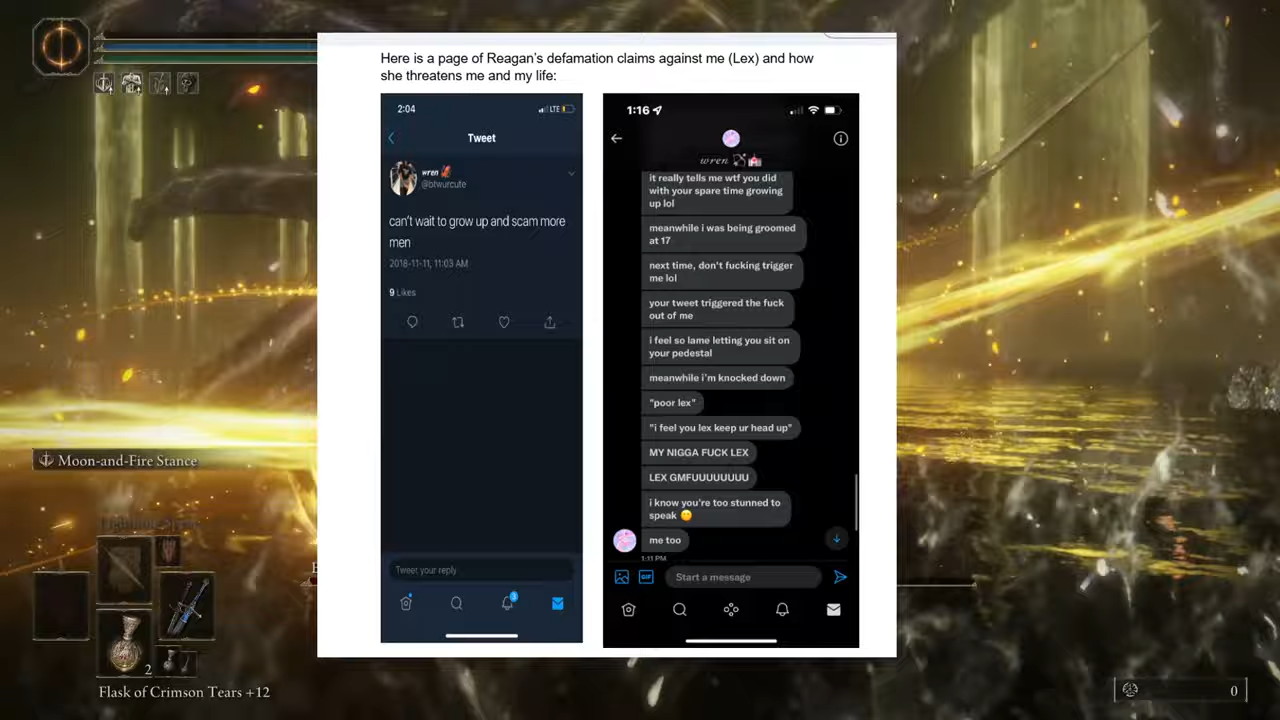 Here is a page of Reagan's defamation claims against me (Lex) and how
she threatens me and my life:
2:04
LTE
Tweet
wren
@btwurcute
can't wait to grow up and scam more
men
2018-11-11, 11:03 AM
9 Likes
Tweet your reply
3
1:16
wren
it really tells me wtf you did
with your spare time growing
up lol
meanwhile i was being groomed
at 17
next time, don't fucking trigger
me lol
your tweet triggered the fuck
out of me
i feel so lame letting you sit on
your pedestal
meanwhile i'm knocked down
"poor lex"
"i feel you lex keep ur head up"
MY NIGGA FUCK LEX
LEX GMFUUUUUUUU
i know you're too stunned to
speak 😶
me too
1:11 PM
GIF
Start a message
Moon-and-Fire Stance
2
Flask of Crimson Tears +12
0